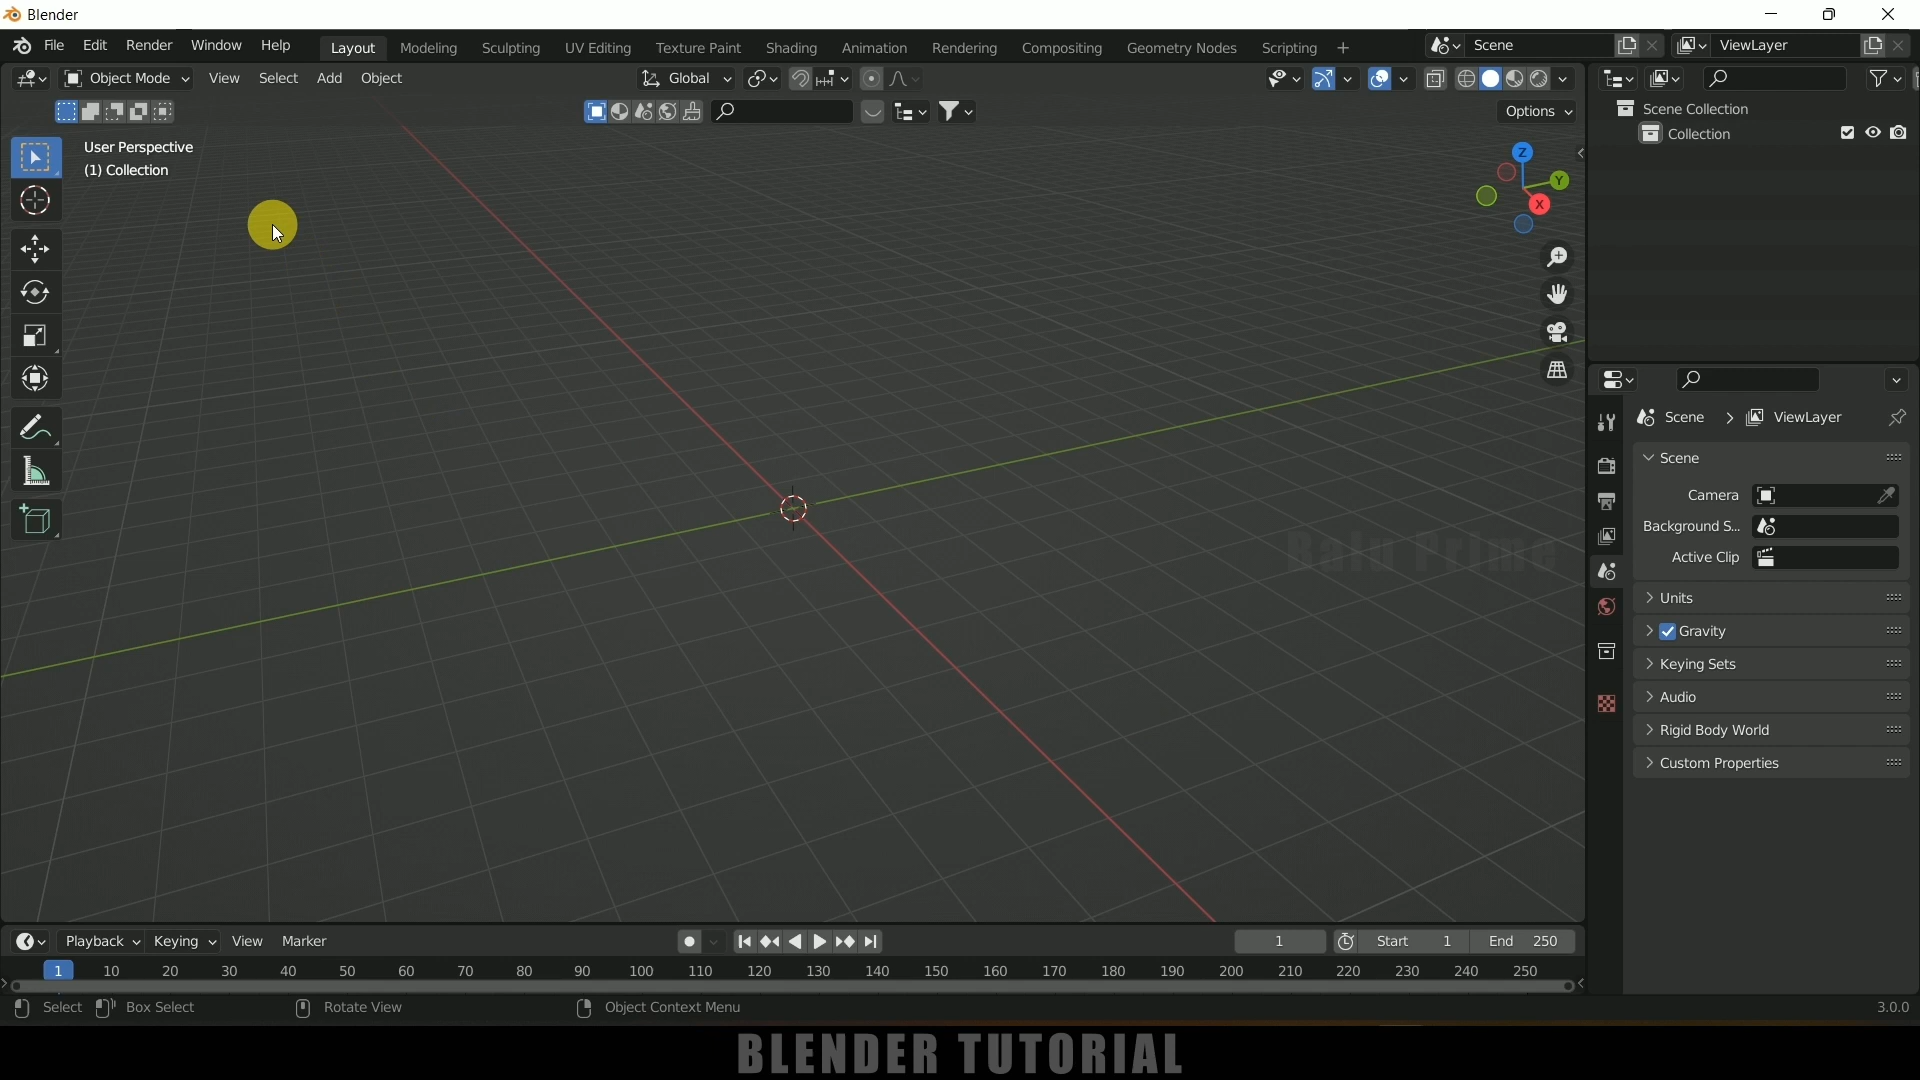 Blender
File Edit Render Window Help Layout Modeling Sculpting UV Editing Texture Paint Shading Animation Rendering Compositing Geometry Nodes Scripting + Scene ViewLayer
Object Mode View Select Add Object Global
Options
User Perspective
(1) Collection
Z
Y
X
Scene Collection
Collection
Scene > ViewLayer
Scene
Camera
Background S...
Active Clip
Units
Gravity
Keying Sets
Audio
Rigid Body World
Custom Properties
Balu Prime
Playback Keying View Marker 1 Start 1 End 250
1 10 20 30 40 50 60 70 80 90 100 110 120 130 140 150 160 170 180 190 200 210 220 230 240 250
Select Box Select Rotate View Object Context Menu 3.0.0
BLENDER TUTORIAL